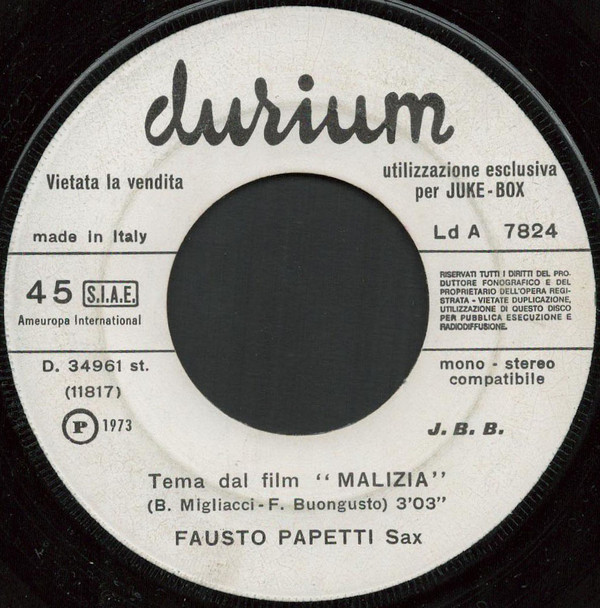 durium
Vietata la vendita
utilizzazione esclusiva
per JUKE-BOX
made in Italy
Ld A 7824
45 S.I.A.E.
Ameuropa International
RISERVATI TUTTI I DIRITTI DEL PRO-
DUTTORE FONOGRAFICO E DEL
PROPRIETARIO DELL'OPERA REGI-
STRATA - VIETATE DUPLICAZIONE,
UTILIZZAZIONE DI QUESTO DISCO
PER PUBBLICA ESECUZIONE E
RADIODIFFUSIONE.
D. 34961 st.
(11817)
mono - stereo
compatibile
P 1973
J. B. B.
Tema dal film "MALIZIA"
(B. Migliacci - F. Buongusto) 3'03"
FAUSTO PAPETTI Sax